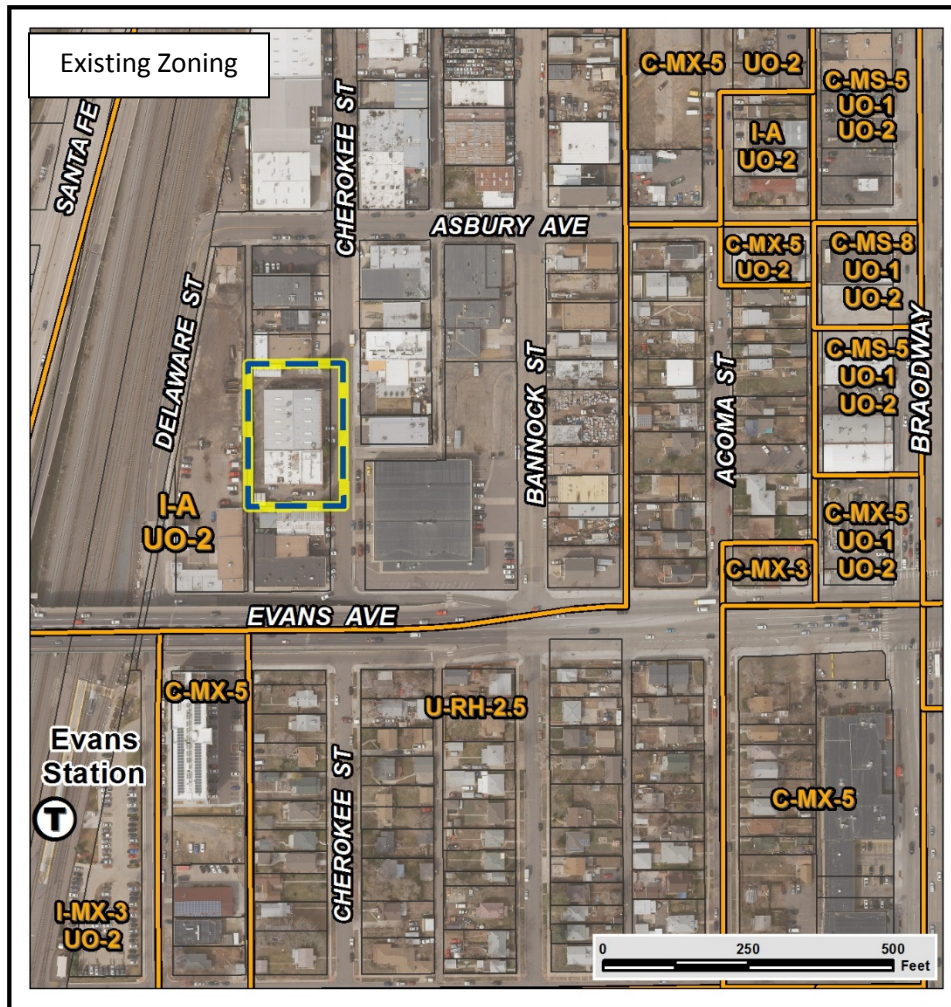 Existing Zoning
SANTA FE
CHEROKEE ST
C-MX-5
UO-2
C-MS-5
UO-1
UO-2
I-A
UO-2
ASBURY AVE
C-MX-5
UO-2
C-MS-8
UO-1
UO-2
DELAWARE ST
BANNOCK ST
ACOMA ST
C-MS-5
UO-1
UO-2
BRAODWAY
I-A
UO-2
C-MX-5
UO-1
UO-2
C-MX-3
EVANS AVE
C-MX-5
U-RH-2.5
Evans
Station
T
CHEROKEE ST
C-MX-5
I-MX-3
UO-2
0 250 500
Feet